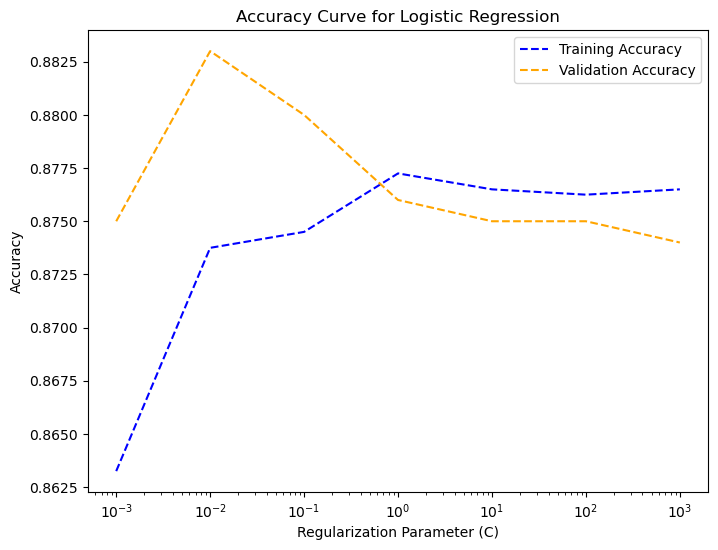 Accuracy Curve for Logistic Regression
Training Accuracy
Validation Accuracy
0.8825
0.8800
0.8775
0.8750
0.8725
0.8700
0.8675
0.8650
0.8625
Accuracy
10⁻³ 10⁻² 10⁻¹ 10⁰ 10¹ 10² 10³
Regularization Parameter (C)